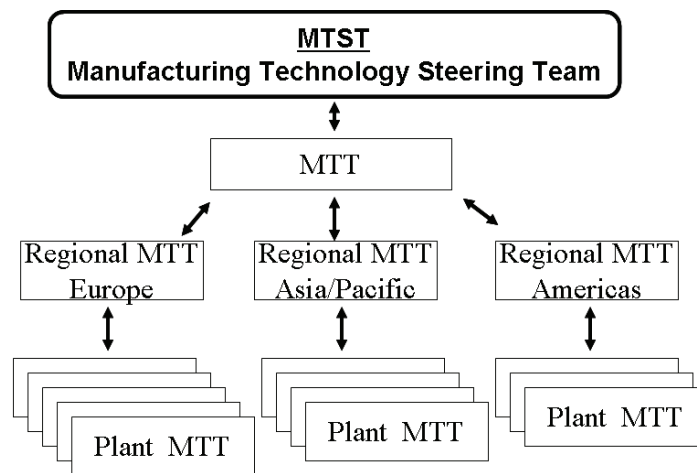 MTST
Manufacturing Technology Steering Team
MTT
Regional MTT
Europe
Regional MTT
Asia/Pacific
Regional MTT
Americas
Plant MTT
Plant MTT
Plant MTT